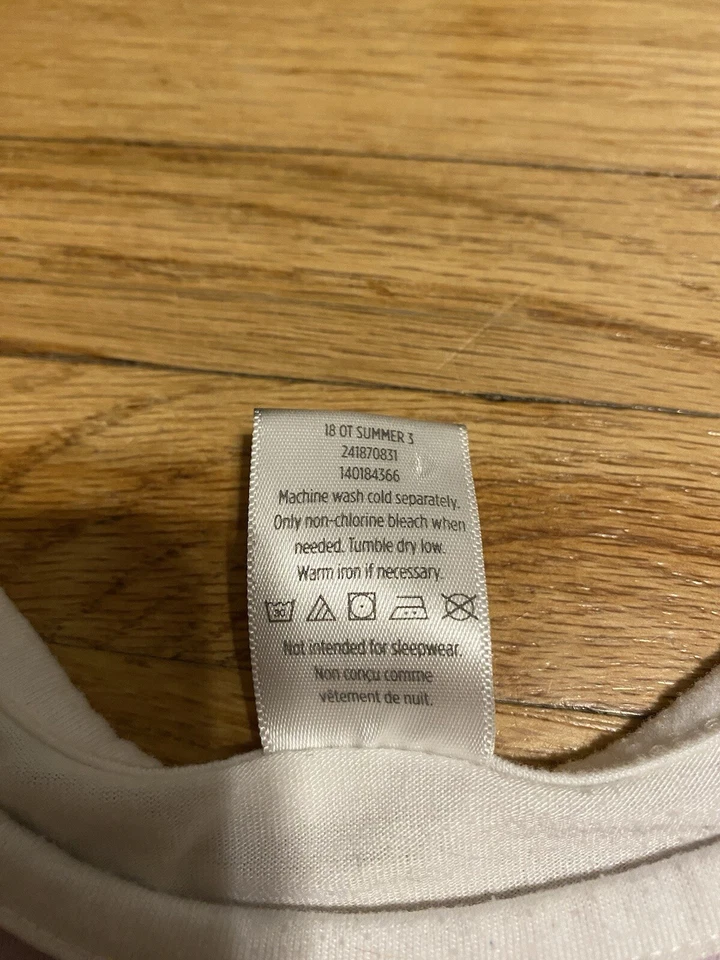 18 OT SUMMER 3
241870831
140184366
Machine wash cold separately.
Only non-chlorine bleach when
needed. Tumble dry low.
Warm iron if necessary.
Not intended for sleepwear.
Non conçu comme
vêtement de nuit.